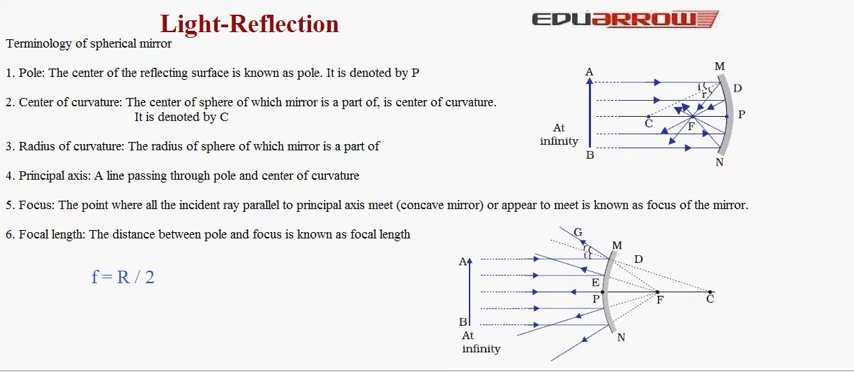 Light-Reflection
EDUARROW
Terminology of spherical mirror
1. Pole: The center of the reflecting surface is known as pole. It is denoted by P
2. Center of curvature: The center of sphere of which mirror is a part of, is center of curvature.
It is denoted by C
3. Radius of curvature: The radius of sphere of which mirror is a part of
4. Principal axis: A line passing through pole and center of curvature
5. Focus: The point where all the incident ray parallel to principal axis meet (concave mirror) or appear to meet is known as focus of the mirror.
6. Focal length: The distance between pole and focus is known as focal length
f = R / 2
A
M
i
r
D
C
F
P
At
infinity
B
N
G
M
A
D
E
P
F
C
B
At
infinity
N